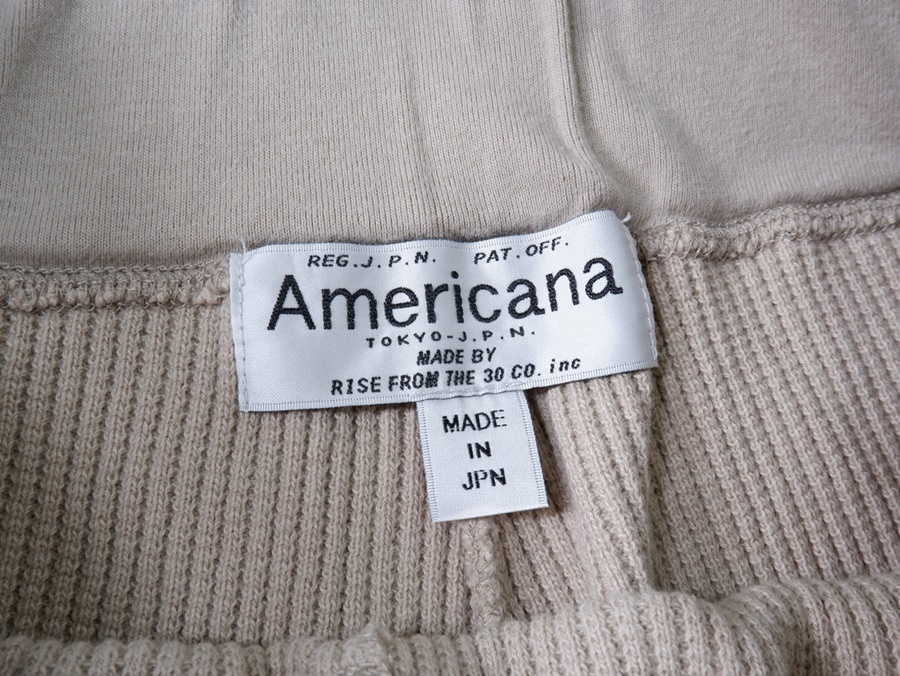 REG.J.P.N. PAT.OFF.
Americana
TOKYO-J.P.N.
MADE BY
RISE FROM THE 30 CO. inc
MADE
IN
JPN